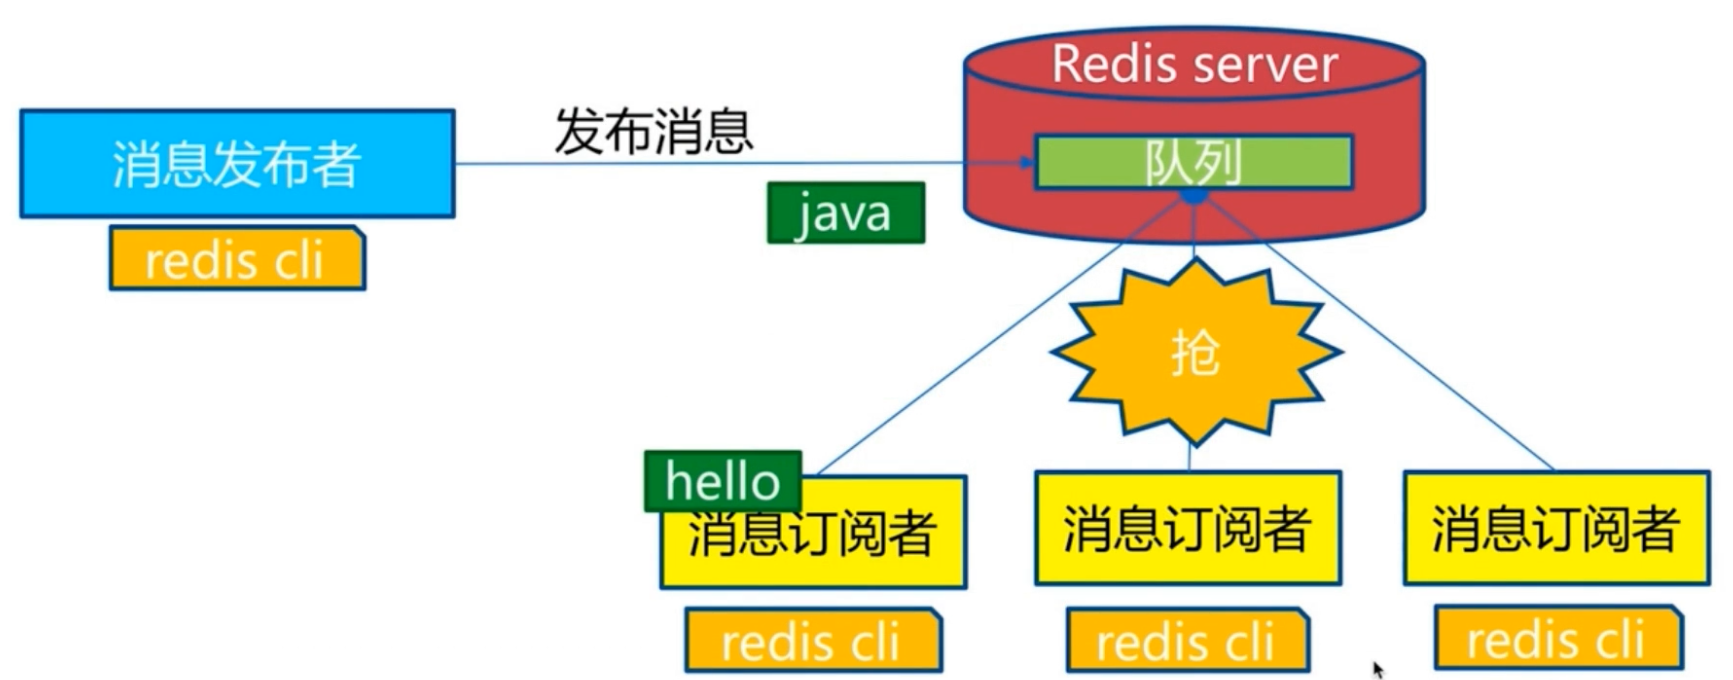 Redis server
发布消息
消息发布者
队列
java
redis cli
抢
hello
消息订阅者
消息订阅者
消息订阅者
redis cli
redis cli
redis cli